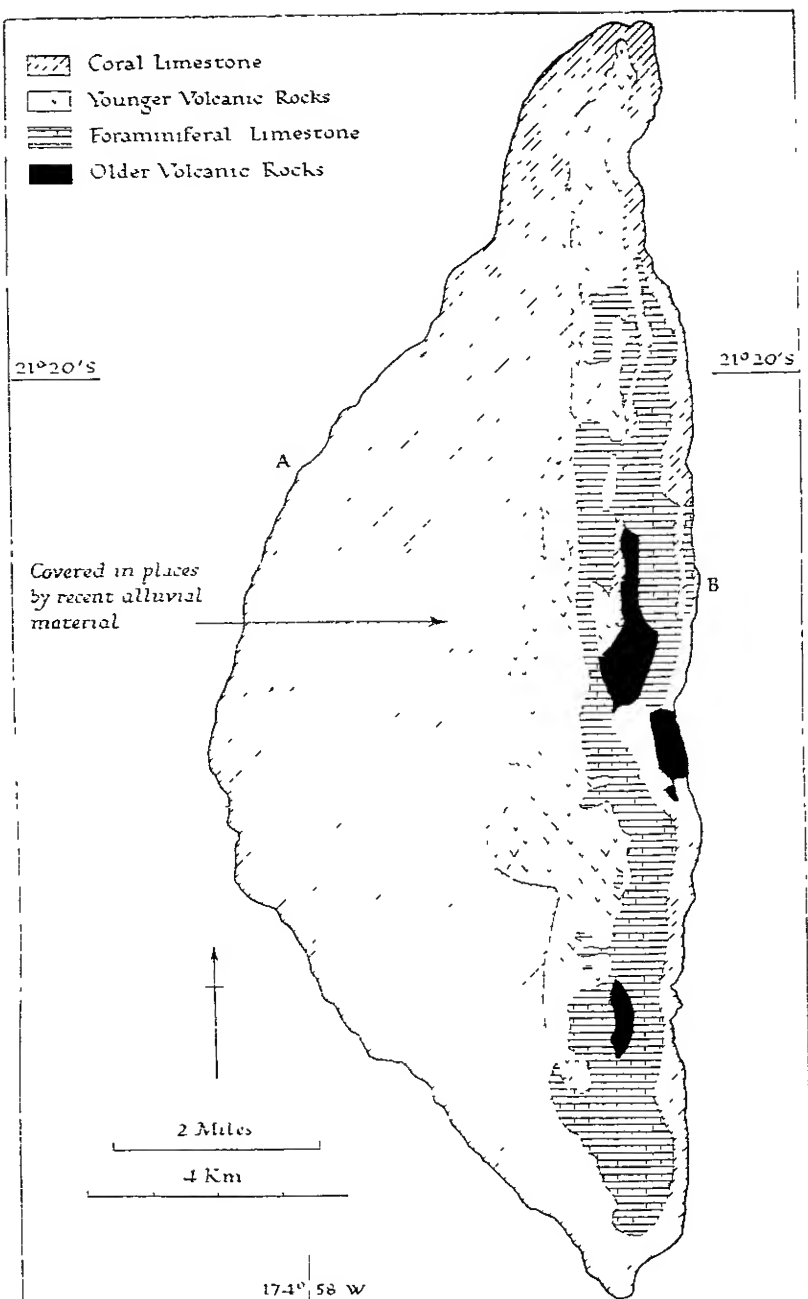 Coral Limestone
Younger Volcanic Rocks
Foraminiferal Limestone
Older Volcanic Rocks
21°20's
21°20's
A
Covered in places
by recent alluvial
material
B
2 Miles
4 Km
174° 58 W